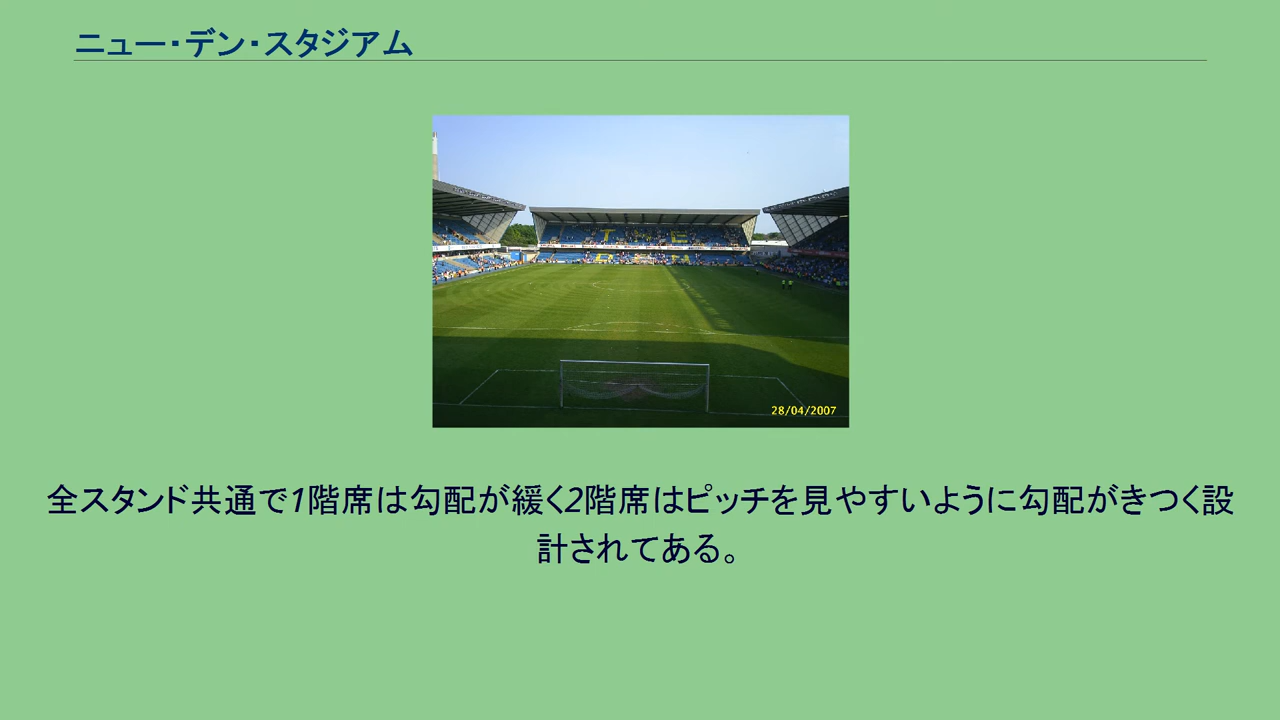 ニュー・デン・スタジアム
28/04/2007
全スタンド共通で1階席は勾配が緩く2階席はピッチを見やすいように勾配がきつく設
計されてある。